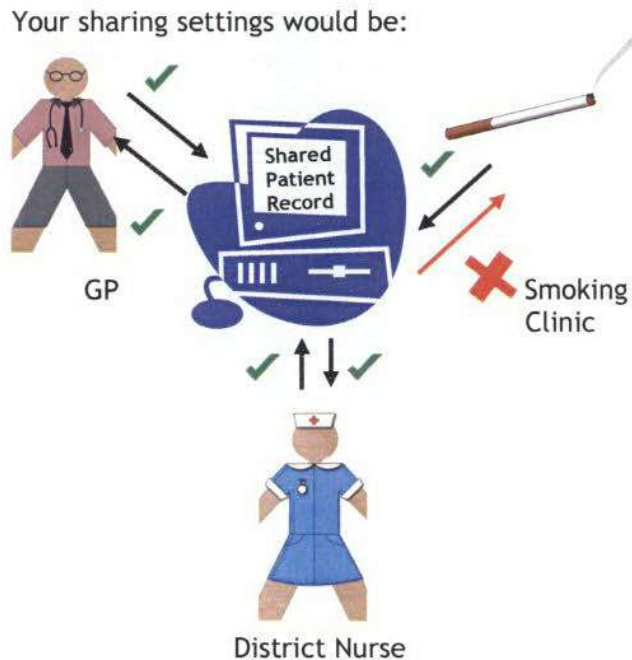 Your sharing settings would be:
Shared
Patient
Record
GP
Smoking
Clinic
District Nurse